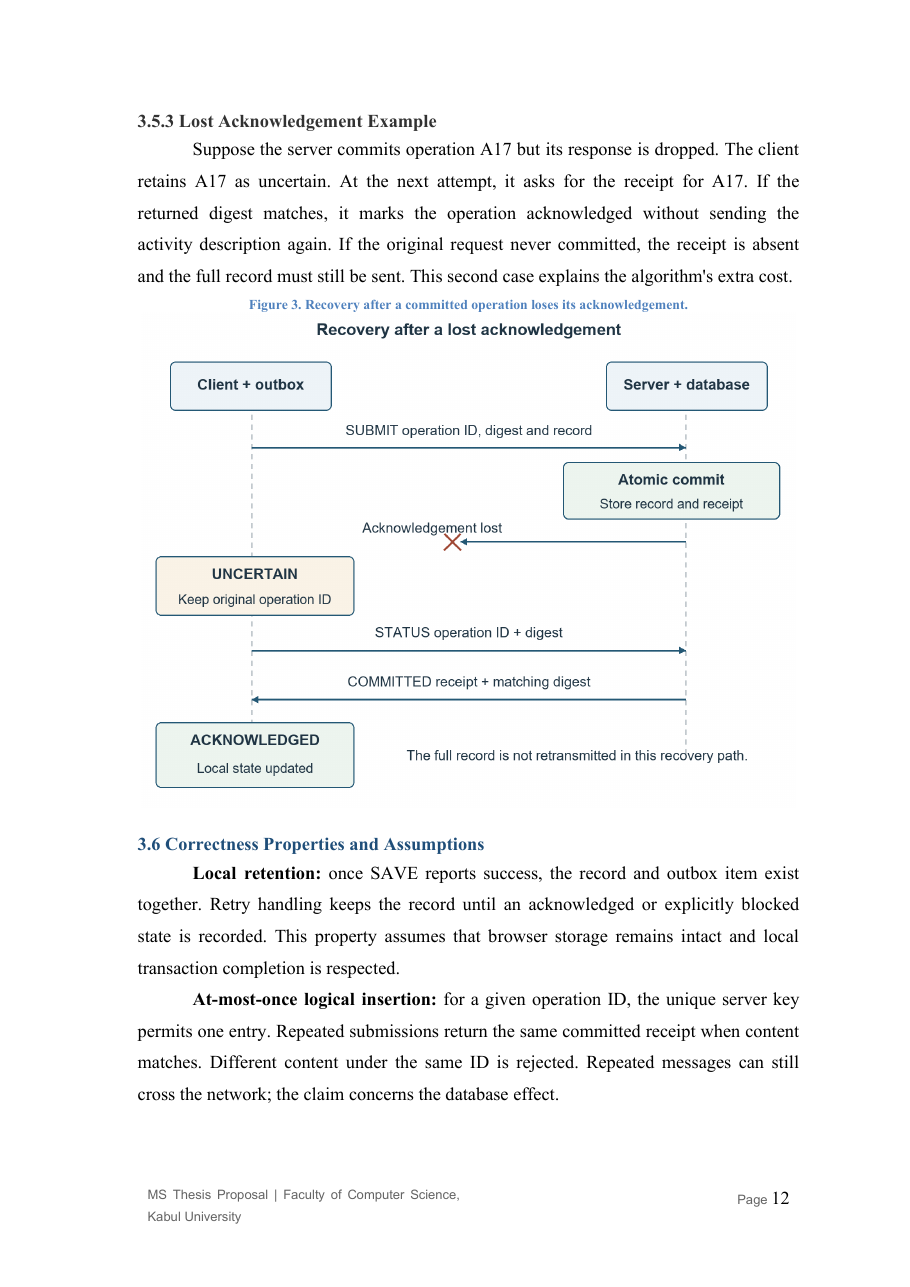 3.5.3 Lost Acknowledgement Example
Suppose the server commits operation A17 but its response is dropped. The client
retains A17 as uncertain. At the next attempt, it asks for the receipt for A17. If the
returned digest matches, it marks the operation acknowledged without sending the
activity description again. If the original request never committed, the receipt is absent
and the full record must still be sent. This second case explains the algorithm's extra cost.
Figure 3. Recovery after a committed operation loses its acknowledgement.
Recovery after a lost acknowledgement
Client + outbox
Server + database
SUBMIT operation ID, digest and record
Atomic commit
Store record and receipt
Acknowledgement lost
UNCERTAIN
Keep original operation ID
STATUS operation ID + digest
COMMITTED receipt + matching digest
ACKNOWLEDGED
Local state updated
The full record is not retransmitted in this recovery path.
3.6 Correctness Properties and Assumptions
Local retention: once SAVE reports success, the record and outbox item exist
together. Retry handling keeps the record until an acknowledged or explicitly blocked
state is recorded. This property assumes that browser storage remains intact and local
transaction completion is respected.
At-most-once logical insertion: for a given operation ID, the unique server key
permits one entry. Repeated submissions return the same committed receipt when content
matches. Different content under the same ID is rejected. Repeated messages can still
cross the network; the claim concerns the database effect.
MS Thesis Proposal | Faculty of Computer Science,
Kabul University
Page 12